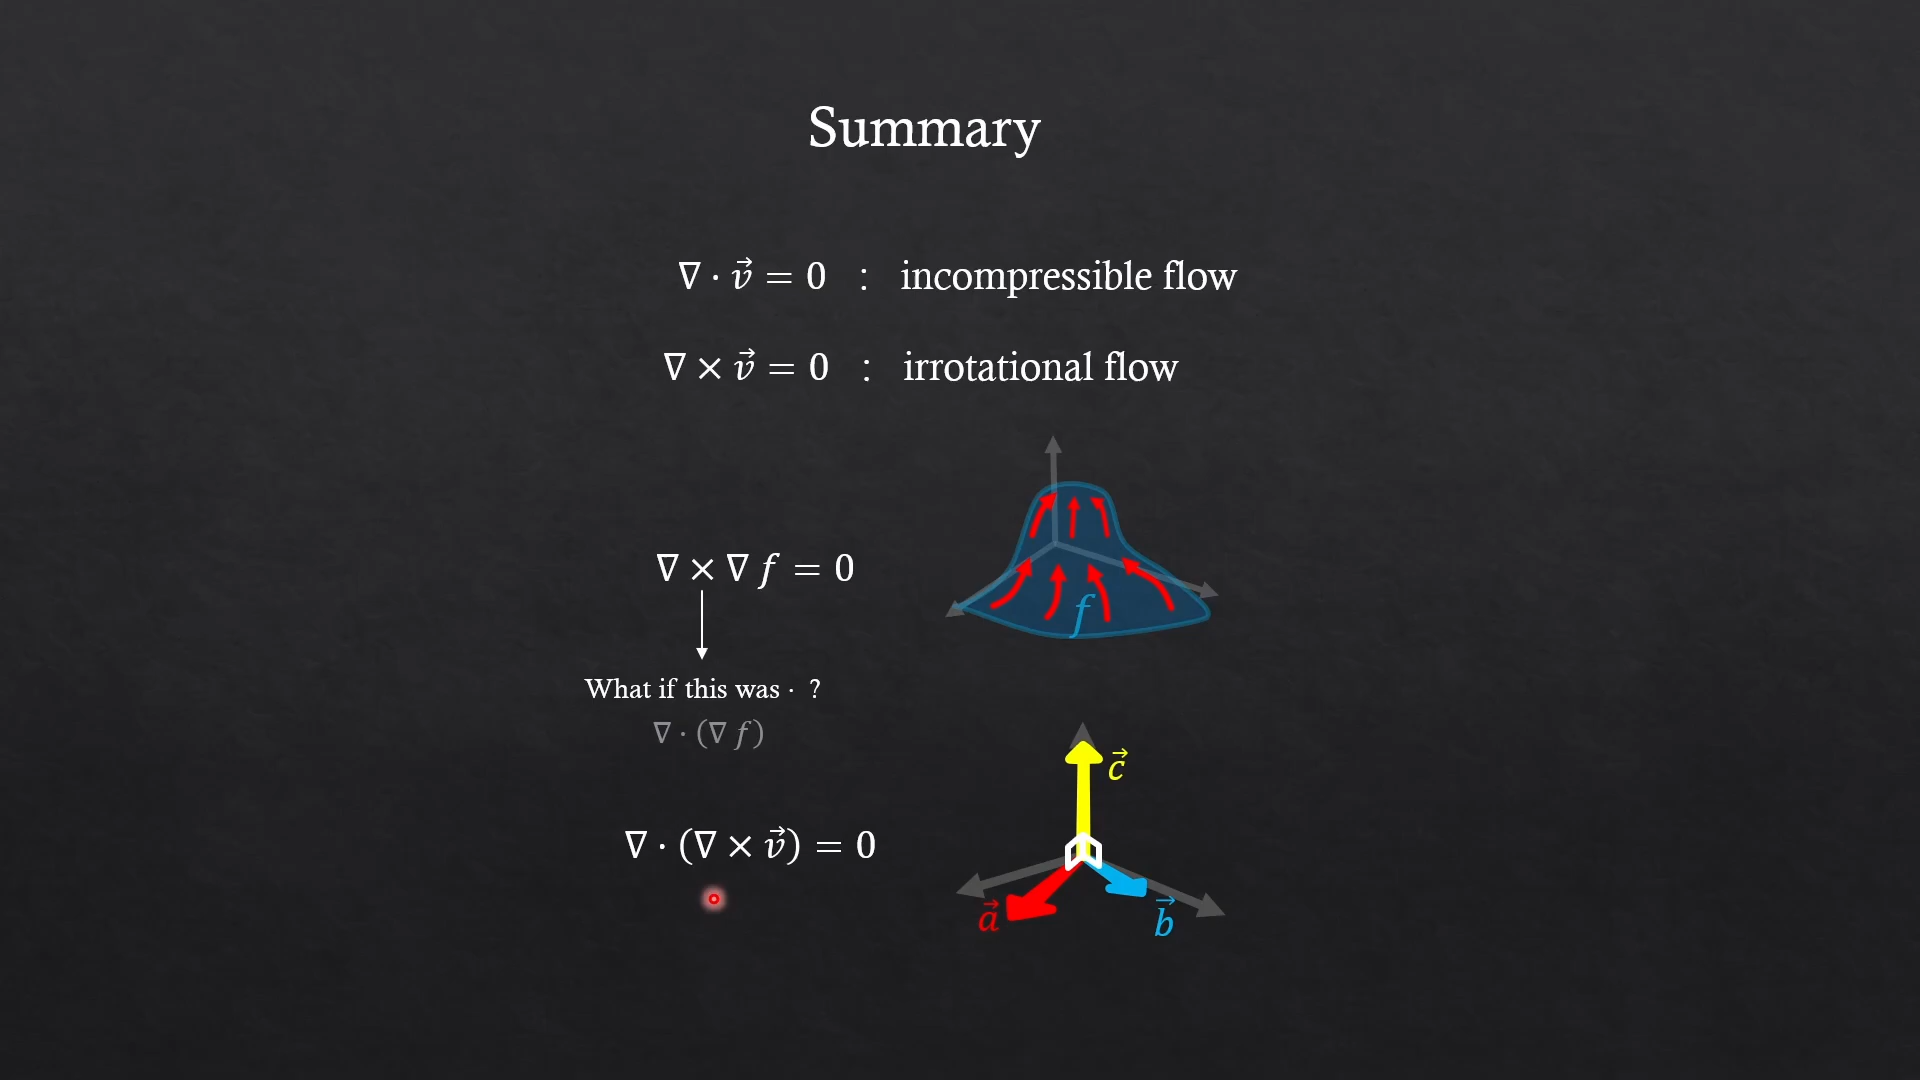 Summary
∇ · v⃗ = 0 : incompressible flow
∇ × v⃗ = 0 : irrotational flow
∇ × ∇ f = 0
f
What if this was · ?
∇ · (∇ f)
c⃗
∇ · (∇ × v⃗) = 0
a⃗
b⃗